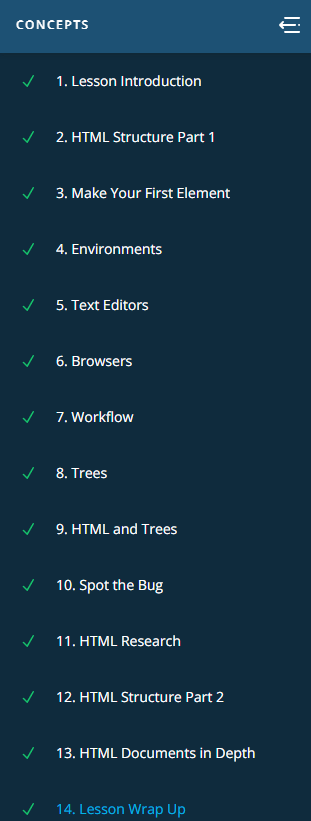 CONCEPTS
1. Lesson Introduction
2. HTML Structure Part 1
3. Make Your First Element
4. Environments
5. Text Editors
6. Browsers
7. Workflow
8. Trees
9. HTML and Trees
10. Spot the Bug
11. HTML Research
12. HTML Structure Part 2
13. HTML Documents in Depth
14. Lesson Wrap Up